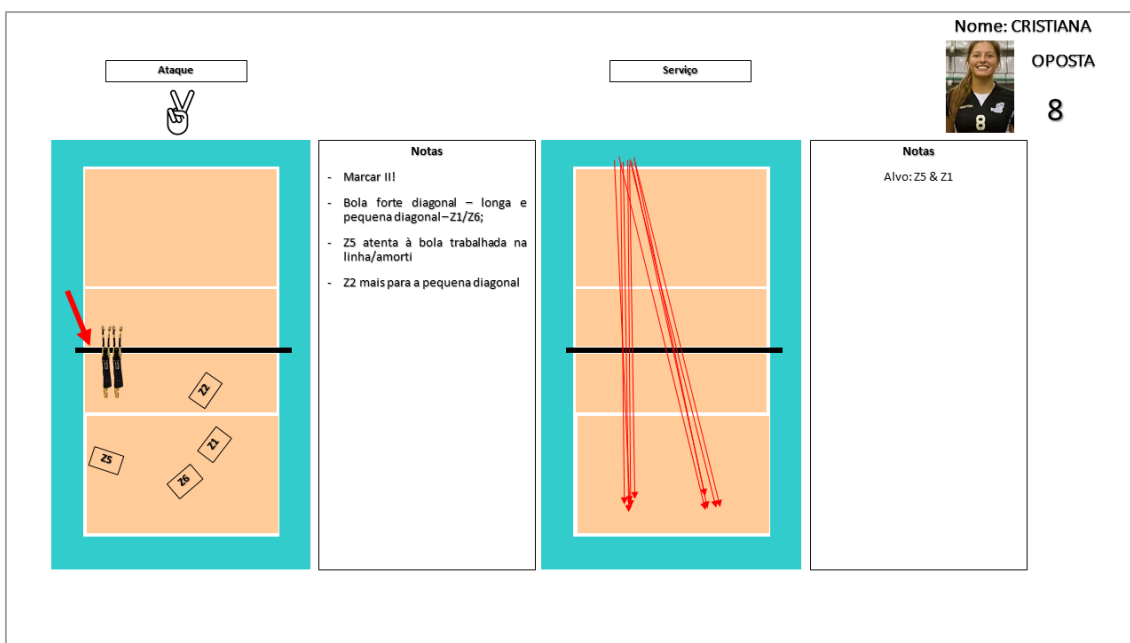 Nome: CRISTIANA
OPOSTA
8
8
Ataque
Serviço
Notas
- Marcar II!
- Bola forte diagonal – longa e
pequena diagonal – Z1/Z6;
- Z5 atenta à bola trabalhada na
linha/amorti
- Z2 mais para a pequena diagonal
Z2
Z1
Z5
Z6
Notas
Alvo: Z5 & Z1